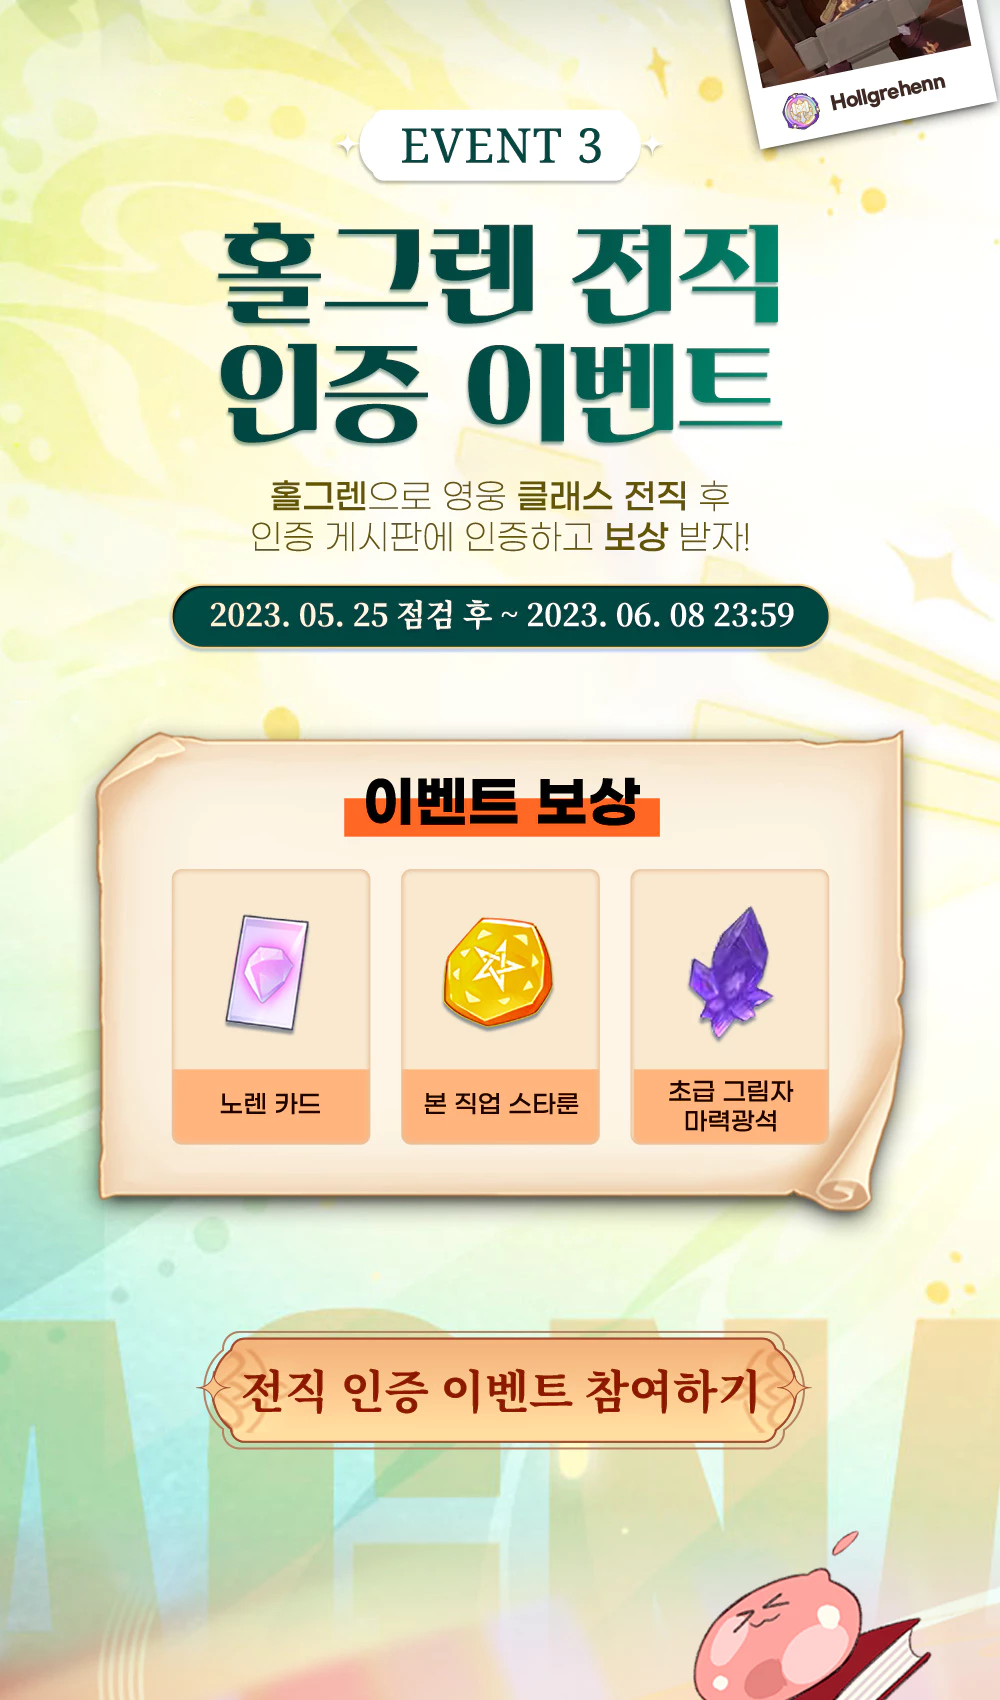 Hollgrehenn
EVENT 3
홀그렌 전직
인증 이벤트
홀그렌으로 영웅 클래스 전직 후
인증 게시판에 인증하고 보상 받자!
2023. 05. 25 점검 후 ~ 2023. 06. 08 23:59
이벤트 보상
노렌 카드
본 직업 스타룬
초급 그림자
마력광석
전직 인증 이벤트 참여하기